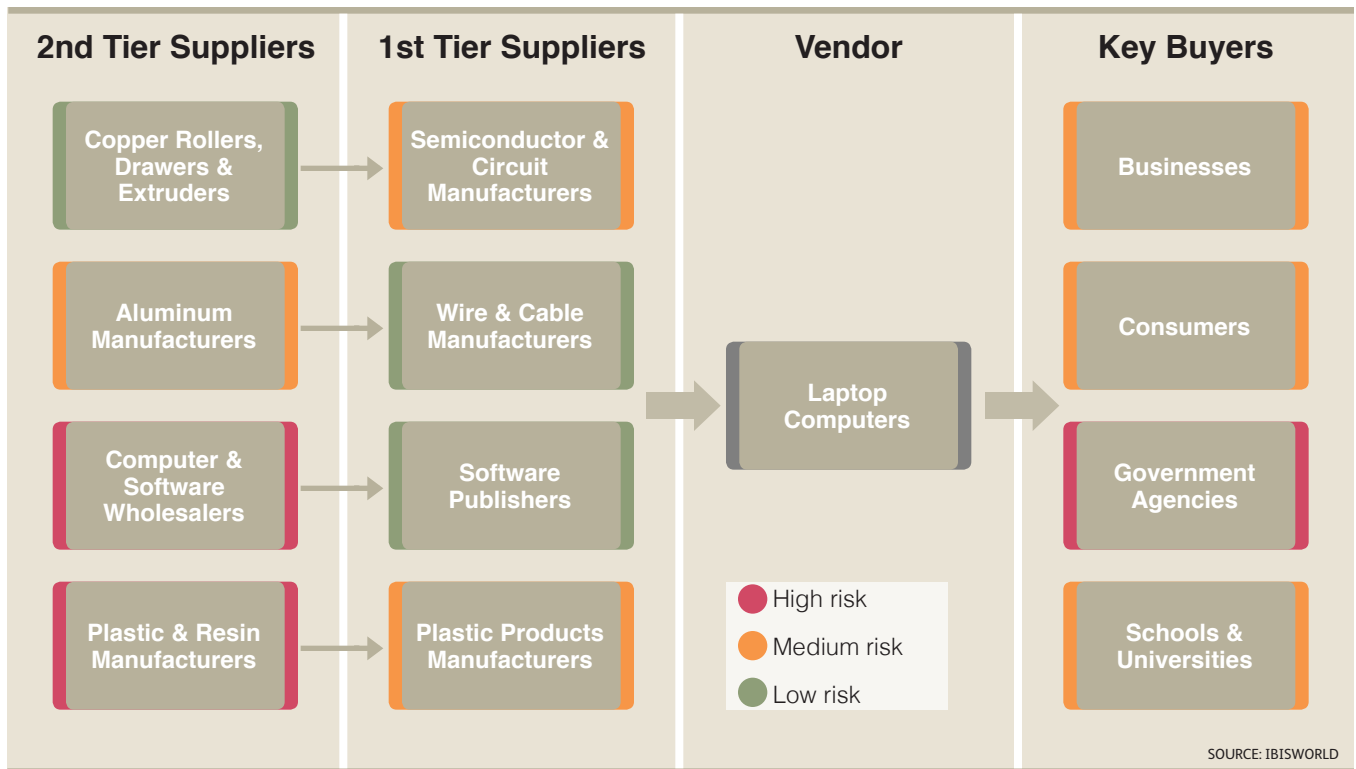 2nd Tier Suppliers
1st Tier Suppliers
Vendor
Key Buyers
Copper Rollers,
Drawers &
Extruders
Semiconductor &
Circuit
Manufacturers
Businesses
Aluminum
Manufacturers
Wire & Cable
Manufacturers
Consumers
Laptop
Computers
Computer &
Software
Wholesalers
Software
Publishers
Government
Agencies
Plastic & Resin
Manufacturers
Plastic Products
Manufacturers
High risk
Medium risk
Low risk
Schools &
Universities
SOURCE: IBISWORLD